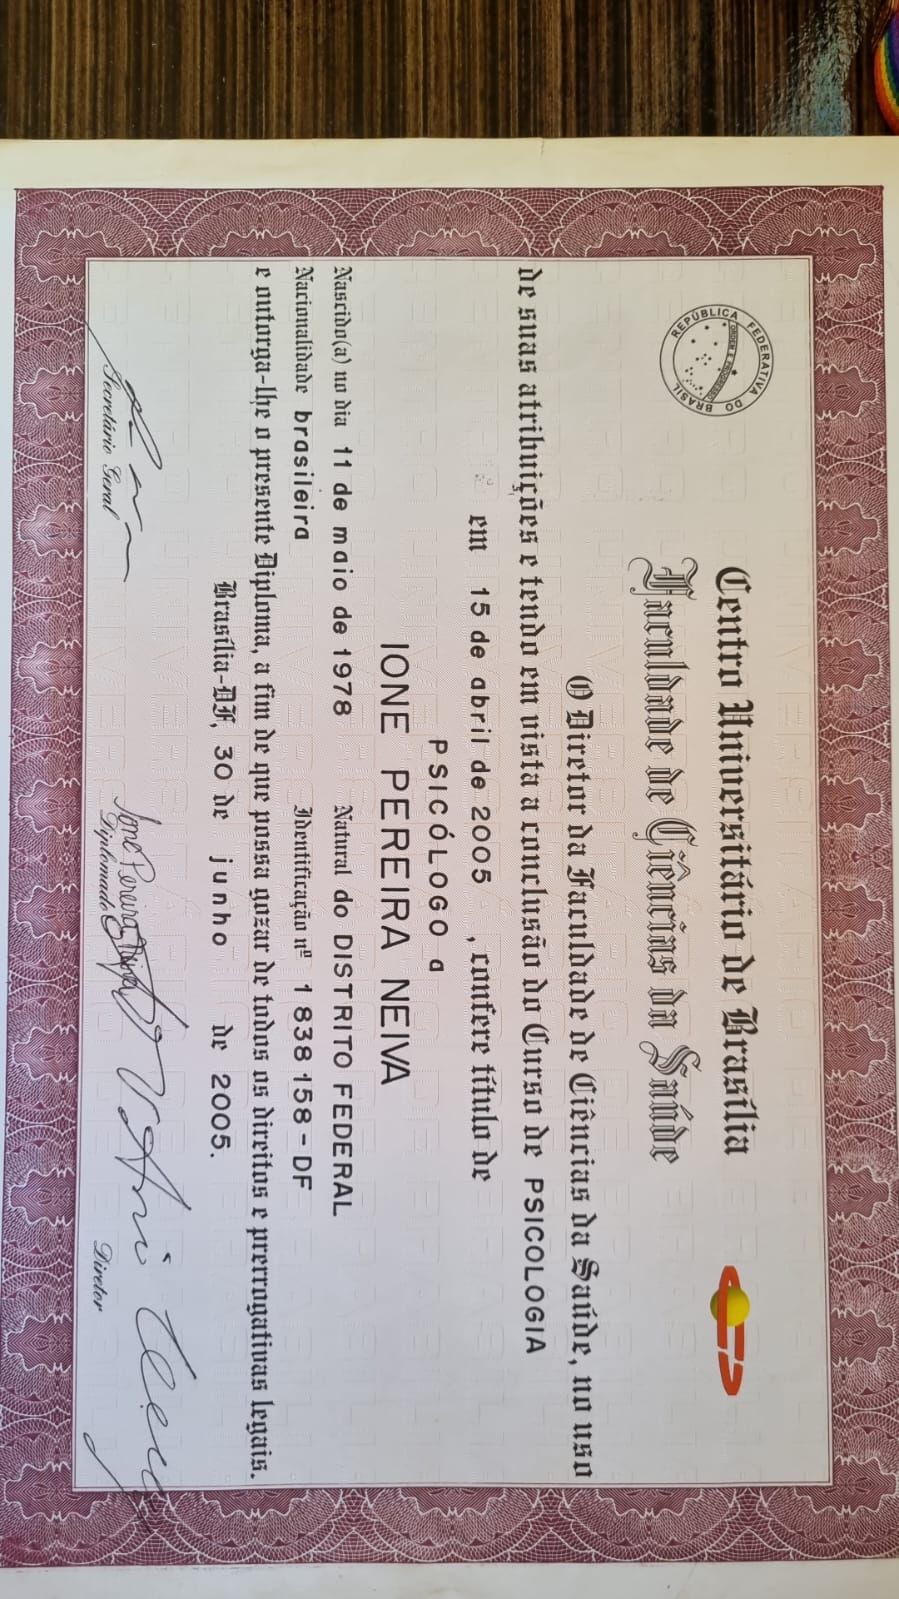 REPÚBLICA FEDERATIVA DO BRASIL
ORDEM E PROGRESSO
Centro Universitário de Brasília
Faculdade de Ciências da Saúde
O Diretor da Faculdade de Ciências da Saúde, no uso
de suas atribuições e tendo em vista a conclusão do Curso de PSICOLOGIA
em 15 de abril de 2005 , confere título de
PSICÓLOGO a
IONE PEREIRA NEIVA
Nascido(a) no dia 11 de maio de 1978 Natural do DISTRITO FEDERAL
Nacionalidade brasileira Identificação nº 1 838 158 - DF
e outorga-lhe o presente Diploma, a fim de que possa gozar de todos os direitos e prerrogativas legais.
Brasília-DF, 30 de junho de 2005.
Secretário Geral Diplomado Diretor